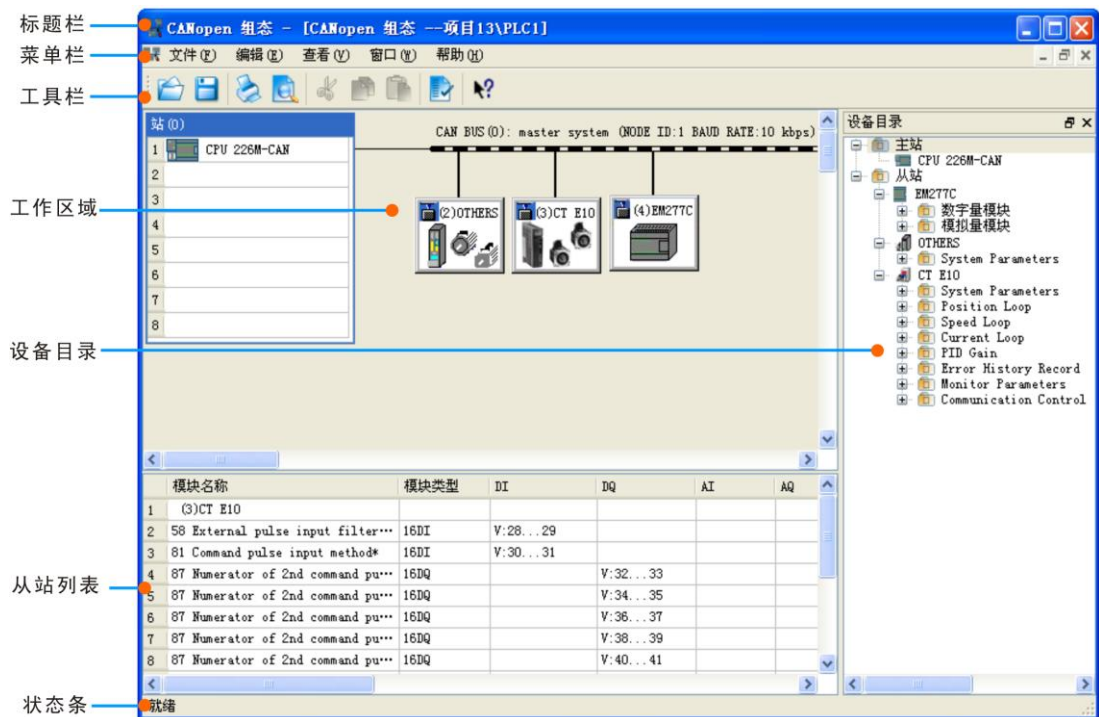 标题栏
菜单栏
工具栏
工作区域
设备目录
从站列表
状态条
CANopen 组态 - [CANopen 组态 --项目13\PLC1]
文件(F) 编辑(E) 查看(V) 窗口(W) 帮助(H)
站(0)
1 CPU 226M-CAN
2
3
4
5
6
7
8
CAN BUS(0): master system (NODE ID:1 BAUD RATE:10 kbps)
(2)OTHERS
(3)CT E10
(4)EM277C
设备目录
主站
CPU 226M-CAN
从站
EM277C
数字量模块
模拟量模块
OTHERS
System Parameters
CT E10
System Parameters
Position Loop
Speed Loop
Current Loop
PID Gain
Error History Record
Monitor Parameters
Communication Control
模块名称 模块类型 DI DQ AI AQ
1 (3)CT E10
2 58 External pulse input filter… 16DI V:28...29
3 81 Command pulse input method* 16DI V:30...31
4 87 Numerator of 2nd command pu… 16DQ V:32...33
5 87 Numerator of 2nd command pu… 16DQ V:34...35
6 87 Numerator of 2nd command pu… 16DQ V:36...37
7 87 Numerator of 2nd command pu… 16DQ V:38...39
8 87 Numerator of 2nd command pu… 16DQ V:40...41
就绪